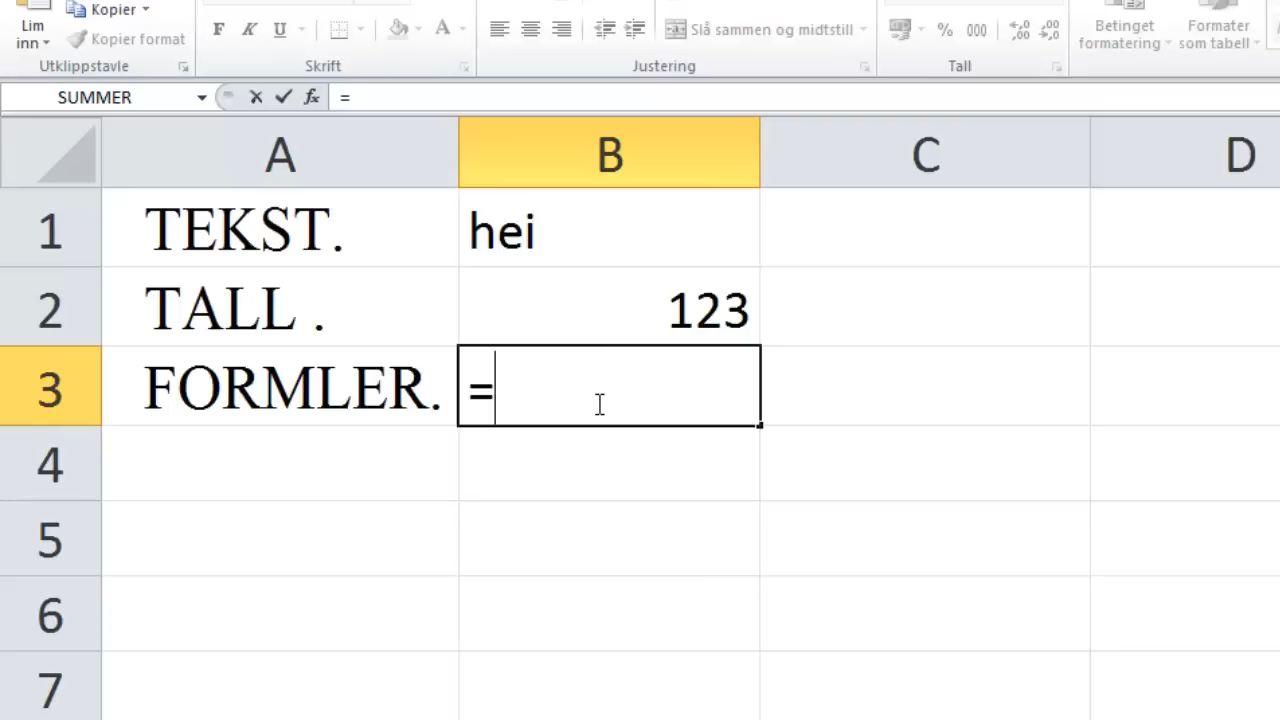 Kopier
Lim inn
Kopier format
F K U A
Slå sammen og midtstill
% 000
Betinget formatering
Formater som tabell
Utklippstavle Skrift Justering Tall
SUMMER fx =
A B C D
1 TEKST. hei
2 TALL . 123
3 FORMLER. =
4
5
6
7